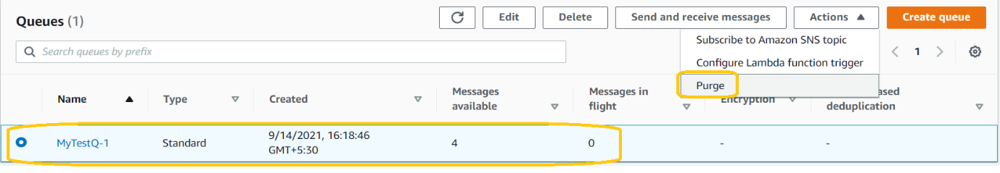 Queues (1)
Edit
Delete
Send and receive messages
Actions
Create queue
Subscribe to Amazon SNS topic
Configure Lambda function trigger
Purge
Search queues by prefix
1
Name
Type
Created
Messages
available
Messages in
flight
Encryption
ased
deduplication
MyTestQ-1
Standard
9/14/2021, 16:18:46
GMT+5:30
4
0
-
-